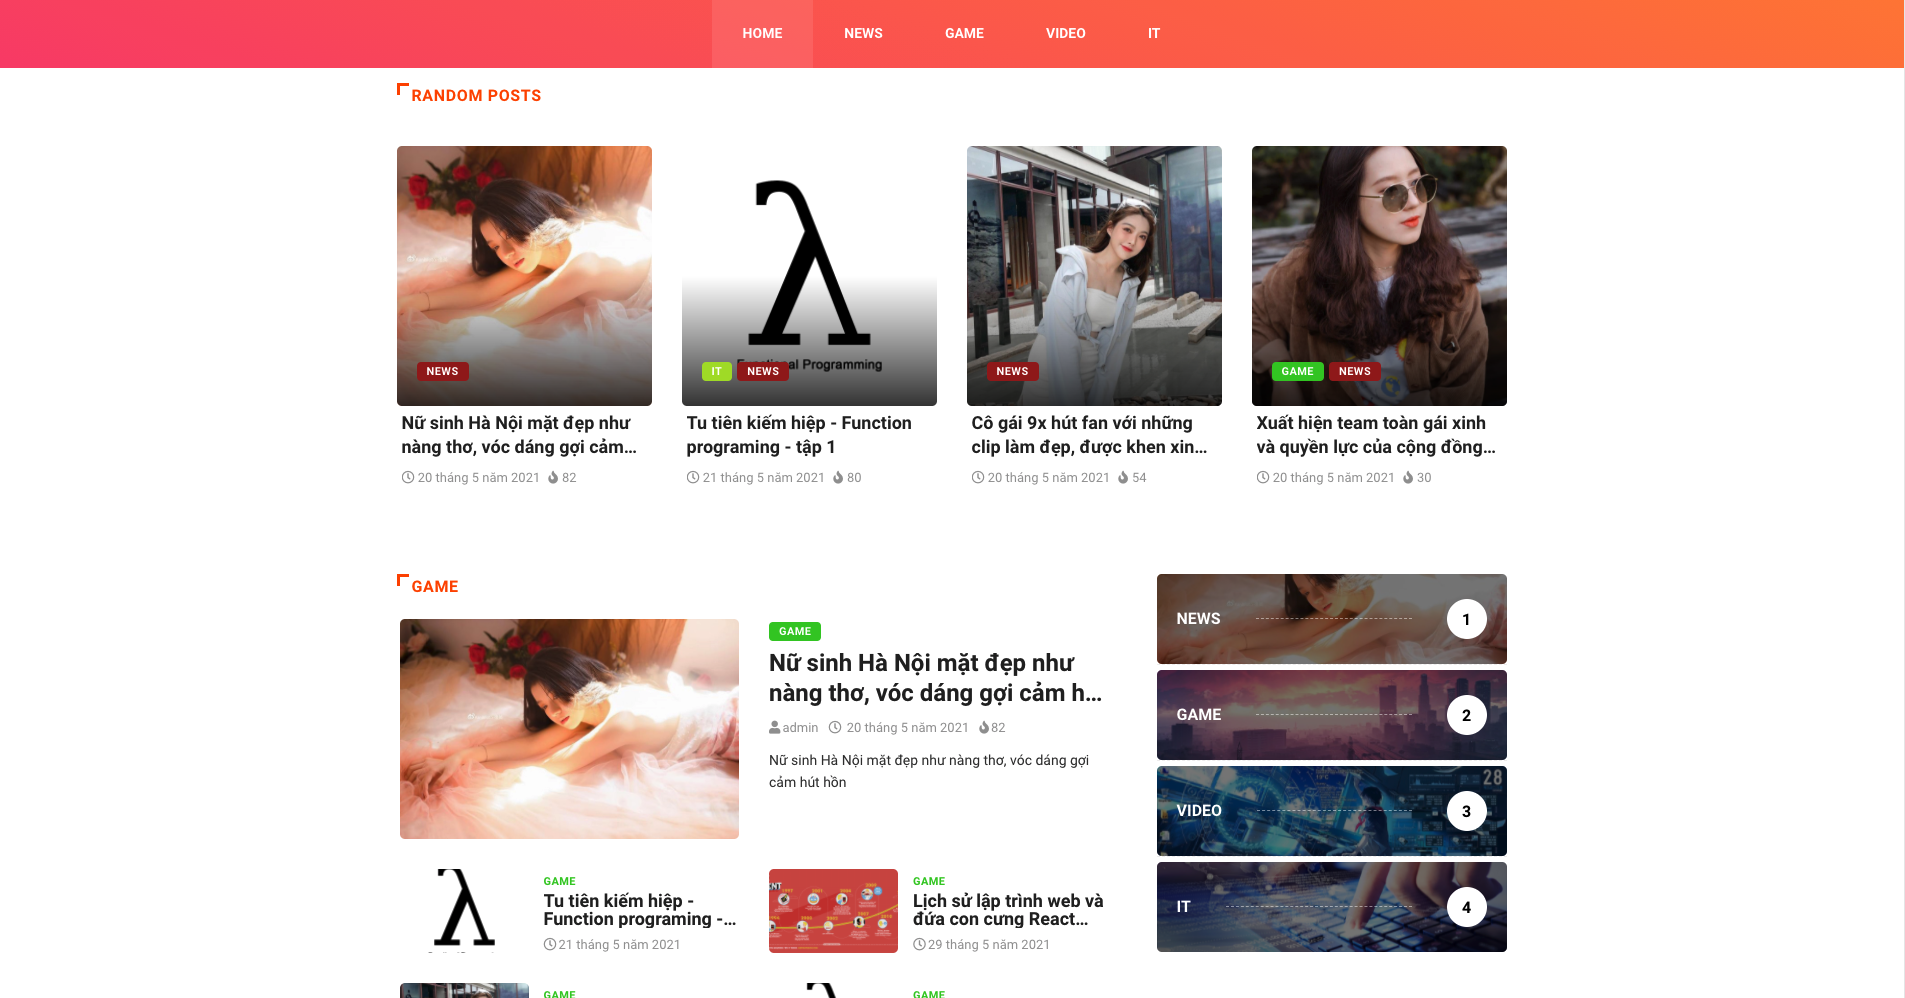 HOME NEWS GAME VIDEO IT
RANDOM POSTS
NEWS
Nữ sinh Hà Nội mặt đẹp như
nàng thơ, vóc dáng gợi cảm...
20 tháng 5 năm 2021 82
Functional Programming
IT NEWS
Tu tiên kiếm hiệp - Function
programing - tập 1
21 tháng 5 năm 2021 80
NEWS
Cô gái 9x hút fan với những
clip làm đẹp, được khen xin...
20 tháng 5 năm 2021 54
GAME NEWS
Xuất hiện team toàn gái xinh
và quyền lực của cộng đồng...
20 tháng 5 năm 2021 30
GAME
GAME
Nữ sinh Hà Nội mặt đẹp như
nàng thơ, vóc dáng gợi cảm h...
admin 20 tháng 5 năm 2021 82
Nữ sinh Hà Nội mặt đẹp như nàng thơ, vóc dáng gợi
cảm hút hồn
GAME
Tu tiên kiếm hiệp -
Function programing -...
21 tháng 5 năm 2021
GAME
Lịch sử lập trình web và
đứa con cưng React...
29 tháng 5 năm 2021
GAME
GAME
NEWS 1
GAME 2
28
VIDEO 3
IT 4